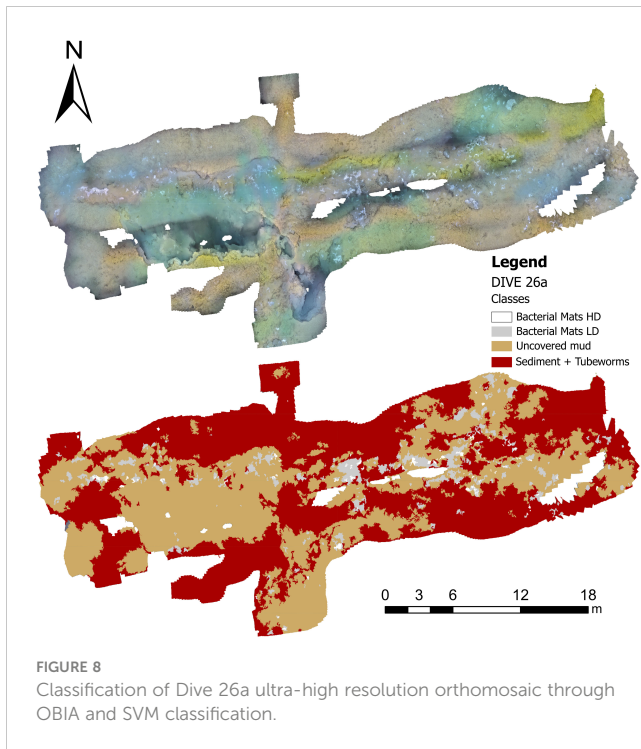 N
Legend
DIVE 26a
Classes
Bacterial Mats HD
Bacterial Mats LD
Uncovered mud
Sediment + Tubeworms
0 3 6 12 18
m
FIGURE 8
Classification of Dive 26a ultra-high resolution orthomosaic through
OBIA and SVM classification.